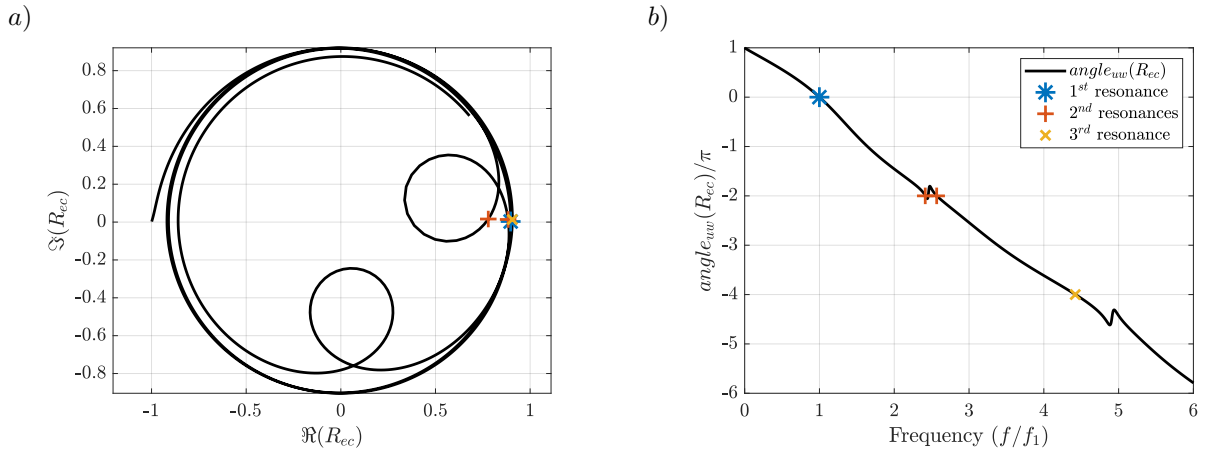 a)
0.8
0.6
0.4
0.2
0
-0.2
-0.4
-0.6
-0.8
-1
-0.5
0
0.5
1
ℑ(R_ec)
ℜ(R_ec)
b)
1
0
-1
-2
-3
-4
-5
-6
0
1
2
3
4
5
6
angle_uw(R_ec)/π
Frequency (f/f_1)
angle_uw(R_ec)
1^st resonance
2^nd resonances
3^rd resonance